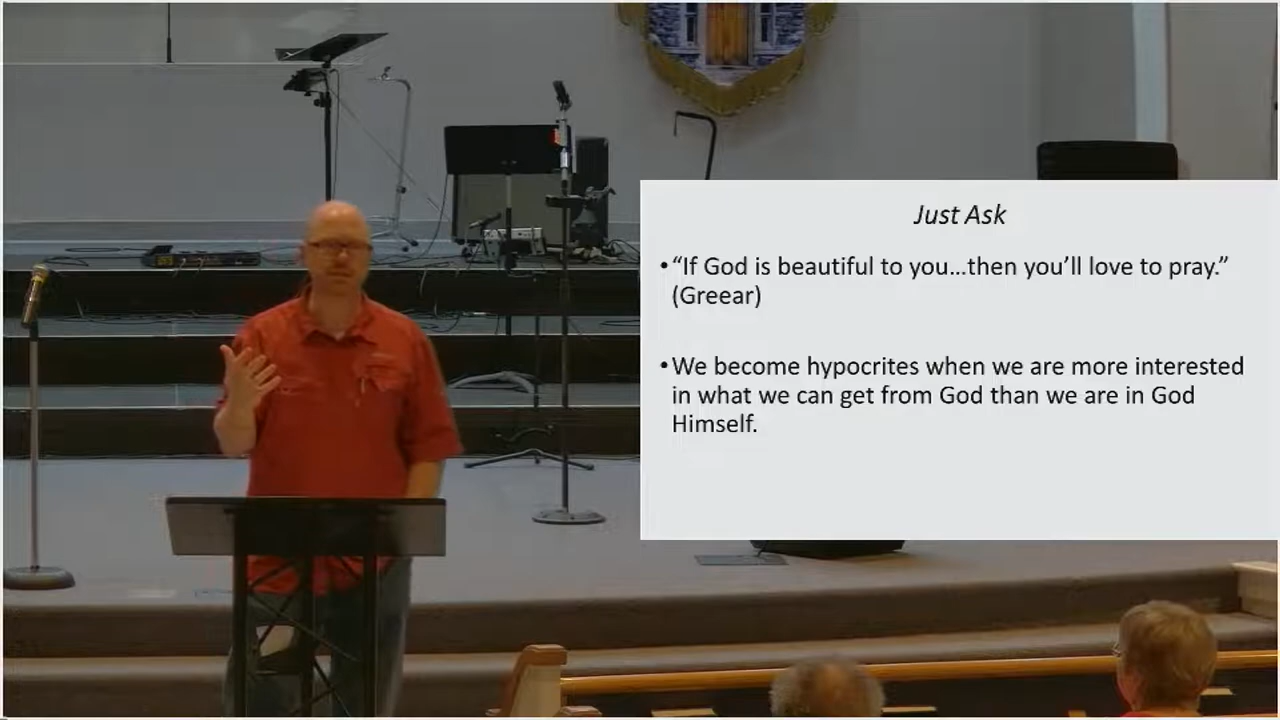 Just Ask
•“If God is beautiful to you…then you’ll love to pray.”
(Greear)
•We become hypocrites when we are more interested
in what we can get from God than we are in God
Himself.